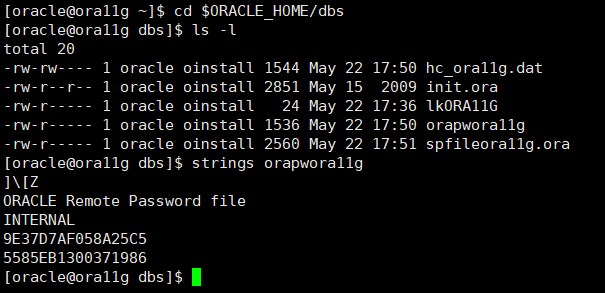 [oracle@ora11g ~]$ cd $ORACLE_HOME/dbs
[oracle@ora11g dbs]$ ls -l
total 20
-rw-rw---- 1 oracle oinstall 1544 May 22 17:50 hc_ora11g.dat
-rw-r--r-- 1 oracle oinstall 2851 May 15  2009 init.ora
-rw-r----- 1 oracle oinstall   24 May 22 17:36 lkORA11G
-rw-r----- 1 oracle oinstall 1536 May 22 17:50 orapwora11g
-rw-r----- 1 oracle oinstall 2560 May 22 17:51 spfileora11g.ora
[oracle@ora11g dbs]$ strings orapwora11g
]\[Z
ORACLE Remote Password file
INTERNAL
9E37D7AF058A25C5
5585EB1300371986
[oracle@ora11g dbs]$